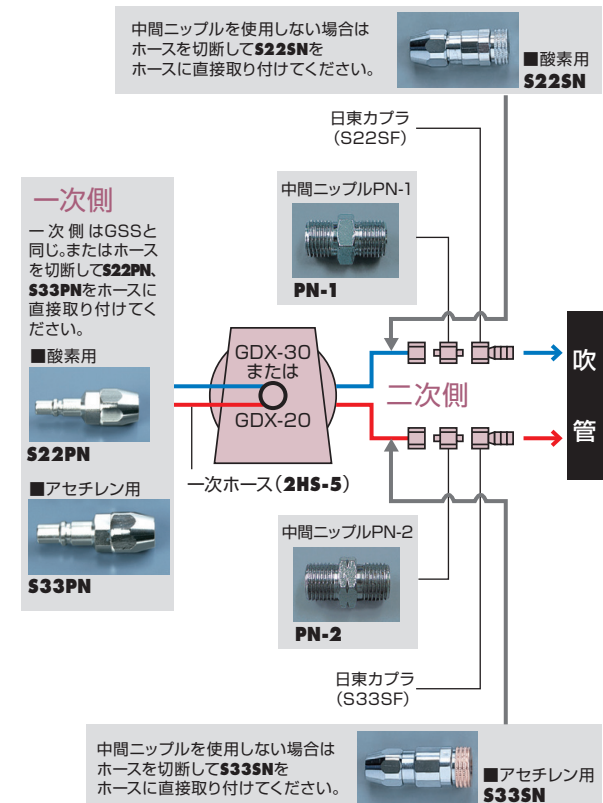 中間ニップルを使用しない場合は
ホースを切断してS22SNを
ホースに直接取り付けてください。
■酸素用
S22SN
日東カプラ
(S22SF)
一次側
一次側はGSSと
同じ。またはホース
を切断してS22PN、
S33PNをホースに
直接取り付けてく
ださい。
■酸素用
S22PN
■アセチレン用
S33PN
中間ニップルPN-1
PN-1
GDX-30
または
GDX-20
二次側
吹
管
一次ホース(2HS-5)
中間ニップルPN-2
PN-2
日東カプラ
(S33SF)
中間ニップルを使用しない場合は
ホースを切断してS33SNを
ホースに直接取り付けてください。
■アセチレン用
S33SN